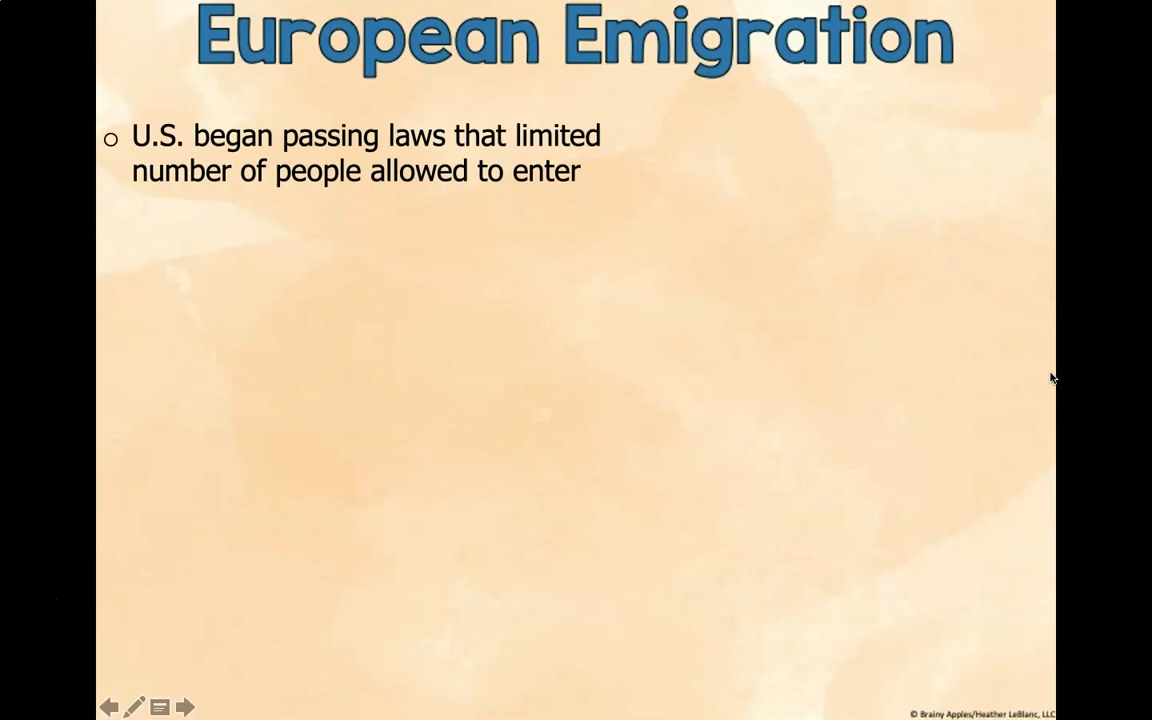 European Emigration
o U.S. began passing laws that limited
number of people allowed to enter
© Brainy Apples/Heather LeBlanc, LLC